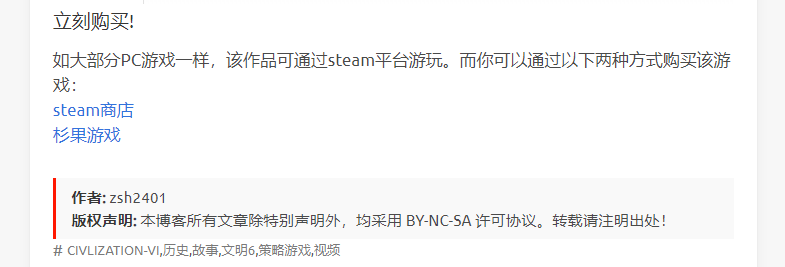 立刻购买!
如大部分PC游戏一样，该作品可通过steam平台游玩。而你可以通过以下两种方式购买该游
戏：
steam商店
杉果游戏
作者: zsh2401
版权声明: 本博客所有文章除特别声明外，均采用 BY-NC-SA 许可协议。转载请注明出处！
# CIVLIZATION-VI,历史,故事,文明6,策略游戏,视频